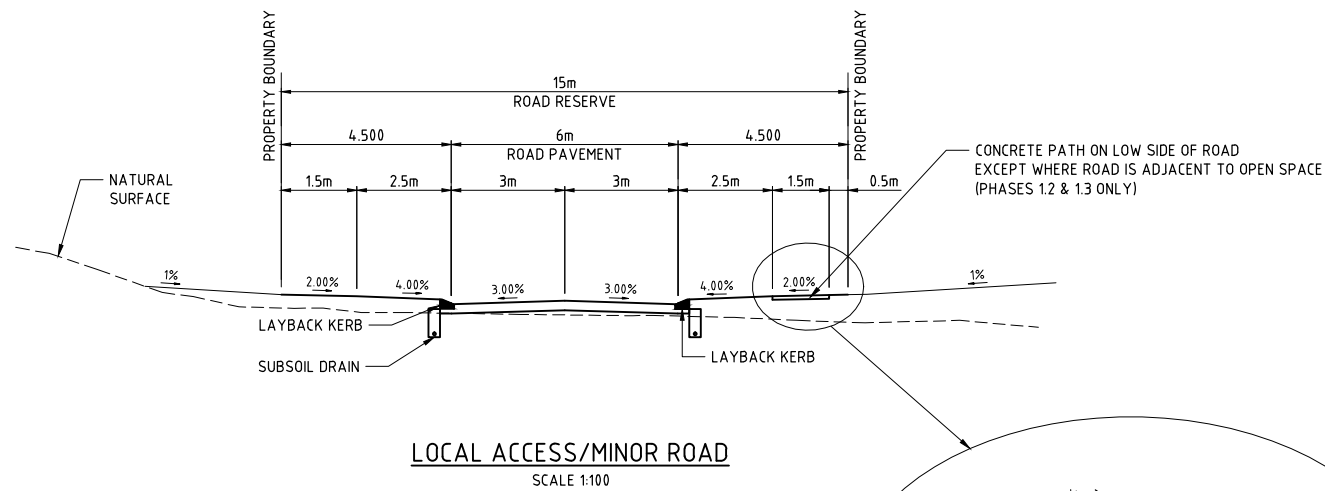 PROPERTY BOUNDARY
PROPERTY BOUNDARY
15m
ROAD RESERVE
4.500
6m
4.500
ROAD PAVEMENT
1.5m
2.5m
3m
3m
2.5m
1.5m
0.5m
CONCRETE PATH ON LOW SIDE OF ROAD
EXCEPT WHERE ROAD IS ADJACENT TO OPEN SPACE
(PHASES 1.2 & 1.3 ONLY)
NATURAL
SURFACE
1%
2.00%
4.00%
3.00%
3.00%
4.00%
2.00%
1%
LAYBACK KERB
SUBSOIL DRAIN
LAYBACK KERB
LOCAL ACCESS/MINOR ROAD
SCALE 1:100